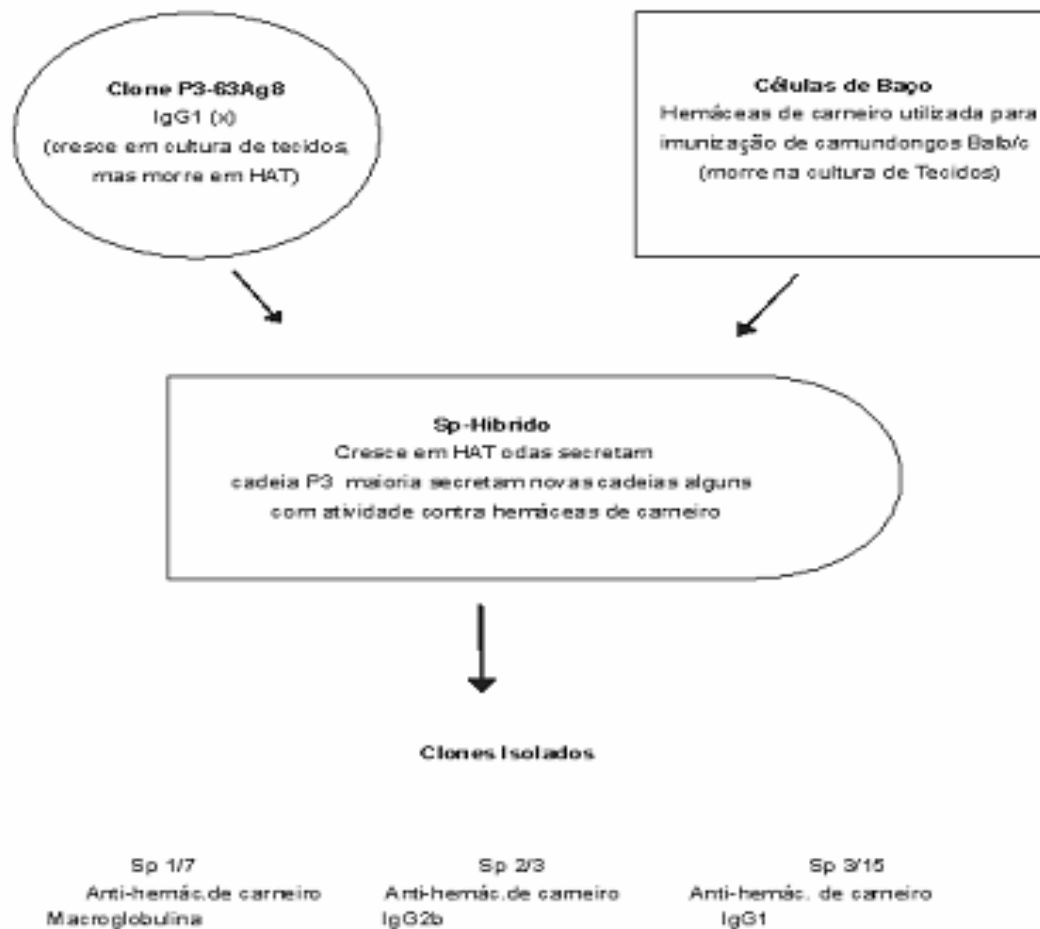 Clone P3-63Ag8
IgG1 (x)
(cresce em cultura de tecidos,
mas morre em HAT)
Células de Baço
Hemáceas de carneiro utilizada para
imunização de camundongos Balb/c
(morre na cultura de Tecidos)
Sp-Hibrido
Cresce em HAT odas secretam
cadeia P3 maioria secretam novas cadeias alguns
com atividade contra hemáceas de carneiro
Clones Isolados
Sp 1/7
Anti-hemác.de carneiro
Macroglobulina
Sp 2/3
Anti-hemác.de carneiro
IgG2b
Sp 3/15
Anti-hemác. de carneiro
IgG1